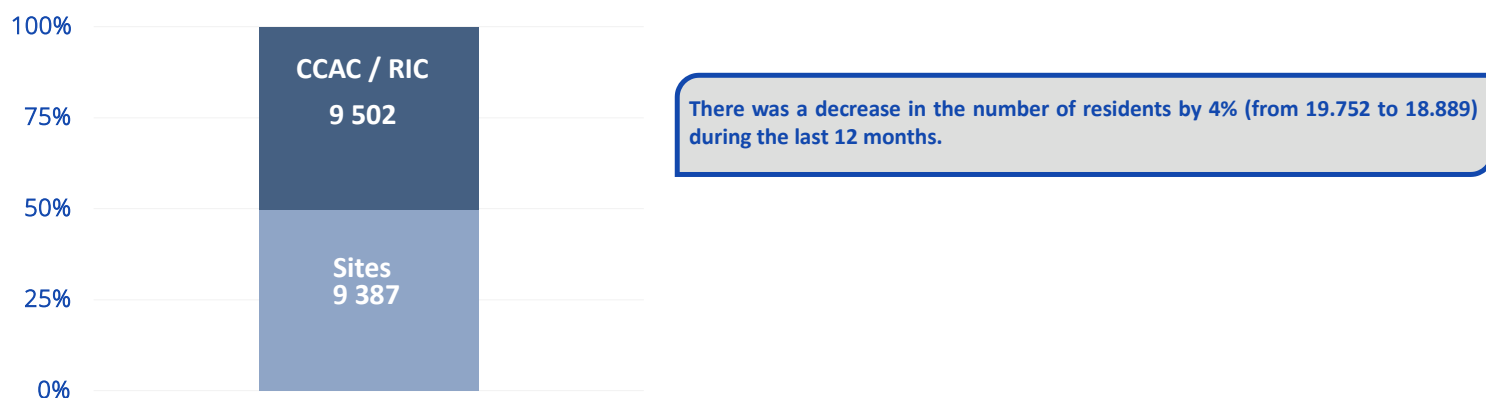 100%
75%
50%
25%
0%
CCAC / RIC
9 502
Sites
9 387
There was a decrease in the number of residents by 4% (from 19.752 to 18.889)
during the last 12 months.